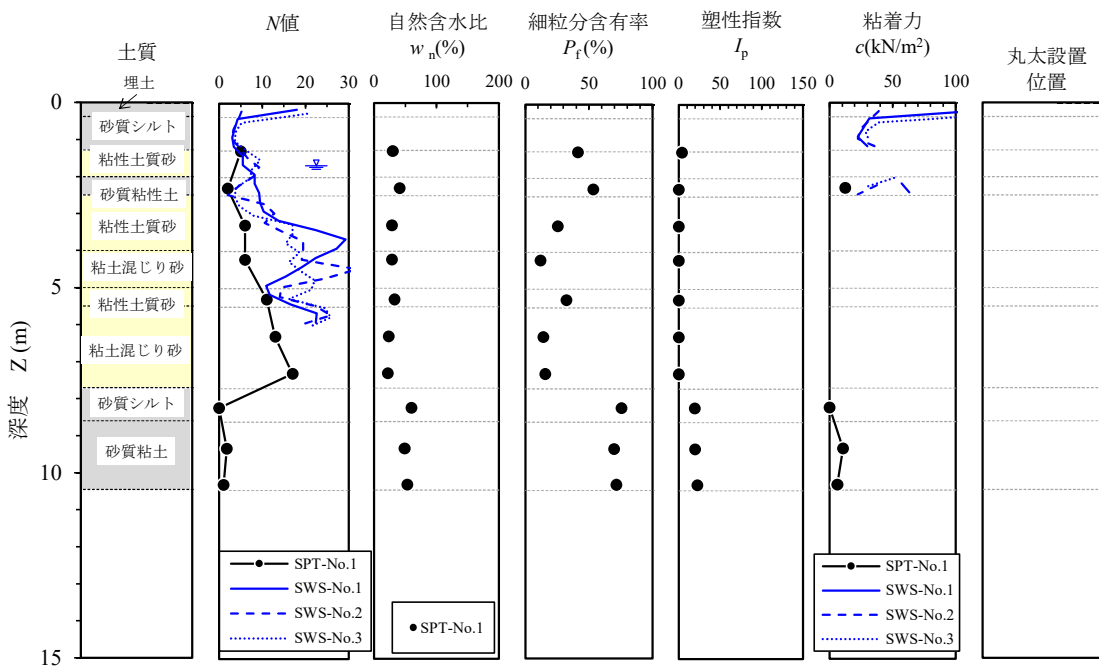 土質
埋土
N値
0 10 20 30
自然含水比
w n(%)
0 100 200
細粒分含有率
Pf(%)
0 50 100
塑性指数
Ip
0 50 100 150
粘着力
c(kN/m²)
0 50 100
丸太設置
位置
深度 Z (m)
0
5
10
15
砂質シルト
粘性土質砂
砂質粘性土
粘性土質砂
粘土混じり砂
粘性土質砂
粘土混じり砂
砂質シルト
砂質粘土
SPT-No.1
SWS-No.1
SWS-No.2
SWS-No.3
SPT-No.1
SPT-No.1
SWS-No.1
SWS-No.2
SWS-No.3